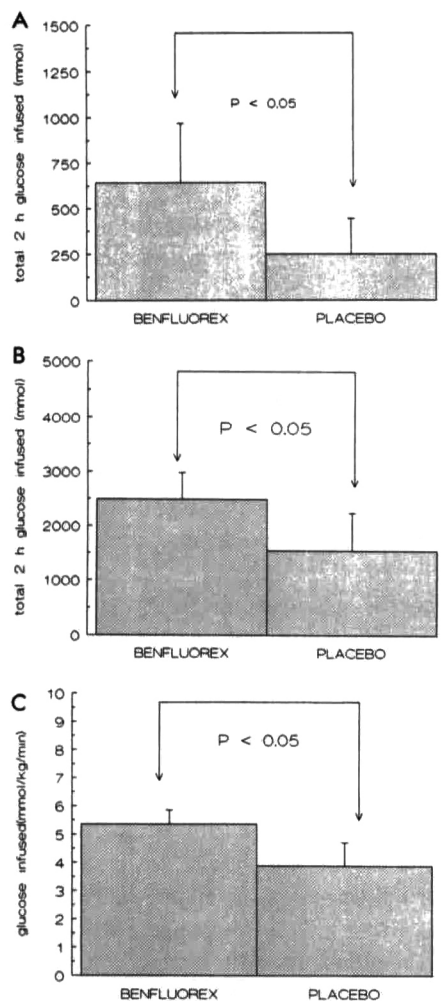 A
total 2 h glucose infused (mmol)
1500
1250
1000
750
500
250
0
P < 0.05
BENFLUOREX
PLACEBO
B
total 2 h glucose infused (mmol)
5000
4000
3000
2000
1000
0
P < 0.05
BENFLUOREX
PLACEBO
C
glucose infused(mmol/kg/min)
10
9
8
7
6
5
4
3
2
1
0
P < 0.05
BENFLUOREX
PLACEBO